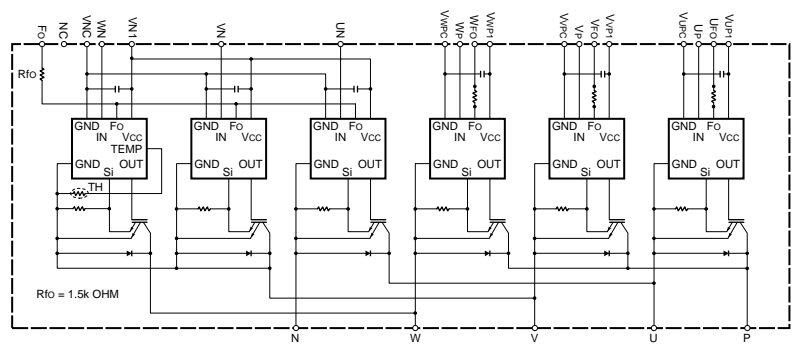 FO NC VNC WN VN1 VN UN VWPC WP WFO VWP1 VVPC VP VFO VVP1 VUPC UP UFO VUP1
RfO
GND FO
IN VCC
TEMP
GND OUT
Si
TH
GND FO
IN VCC
GND OUT
Si
GND FO
IN VCC
GND OUT
Si
GND FO
IN VCC
GND OUT
Si
GND FO
IN VCC
GND OUT
Si
GND FO
IN VCC
GND OUT
Si
RfO = 1.5k OHM
N W V U P